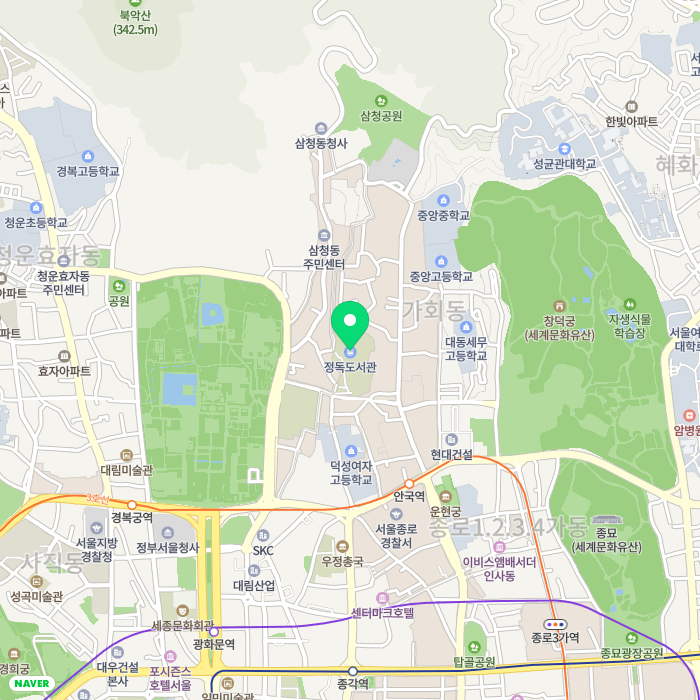 북악산
(342.5m)
삼청공원
삼청동청사
한빛아파트
성균관대학교
혜화
경복고등학교
청운초등학교
중앙중학교
삼청동
주민센터
청운효자동
청운효자동
주민센터
중앙고등학교
아파트
공원
가회동
창덕궁
(세계문화유산)
자생식물
학습장
대동세무
고등학교
서울여
대학로
효자아파트
정독도서관
암병원
현대건설
대림미술관
덕성여자
고등학교
3호선
안국역
운현궁
경복궁역
서울종로
경찰서
종로1.2.3.4가동
종묘
(세계문화유산)
서울지방
경찰청
정부서울청사
SKC
우정총국
사직동
이비스앰배서더
인사동
대림산업
성곡미술관
센터마크호텔
세종문화회관
광화문역
종로3가역
종묘광장공원
경희궁
대우건설
본사
포시즌스
호텔서울
탑골공원
종각역
일민미술관
NAVER